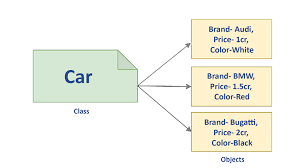 Brand- Audi,
Price- 1cr,
Color-White
Car
Brand- BMW,
Price- 1.5cr,
Color-Red
Class
Brand- Bugatti,
Price- 2cr,
Color-Black
Objects